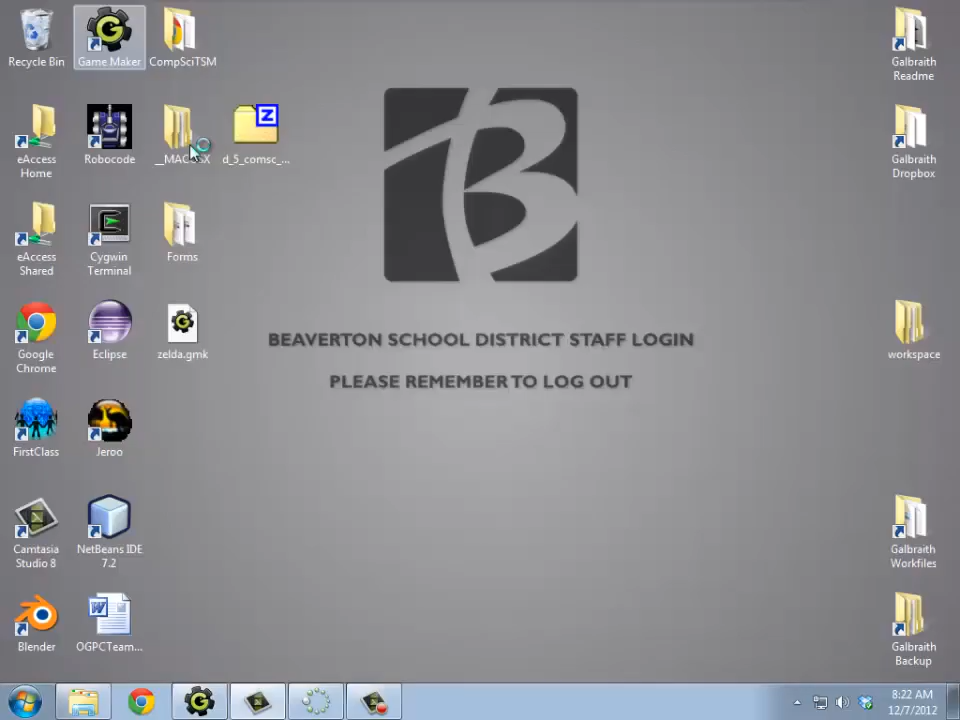 Recycle Bin
Game Maker
CompSciTSM
Galbraith
Readme
eAccess
Home
Robocode
d_5_comsc_...
Galbraith
Dropbox
eAccess
Shared
Cygwin
Terminal
Forms
Google
Chrome
Eclipse
zelda.gmk
BEAVERTON SCHOOL DISTRICT STAFF LOGIN
workspace
PLEASE REMEMBER TO LOG OUT
FirstClass
Jeroo
Camtasia
Studio 8
NetBeans IDE
7.2
Galbraith
Workfiles
Blender
OGPCTeam...
Galbraith
Backup
8:22 AM
12/7/2012